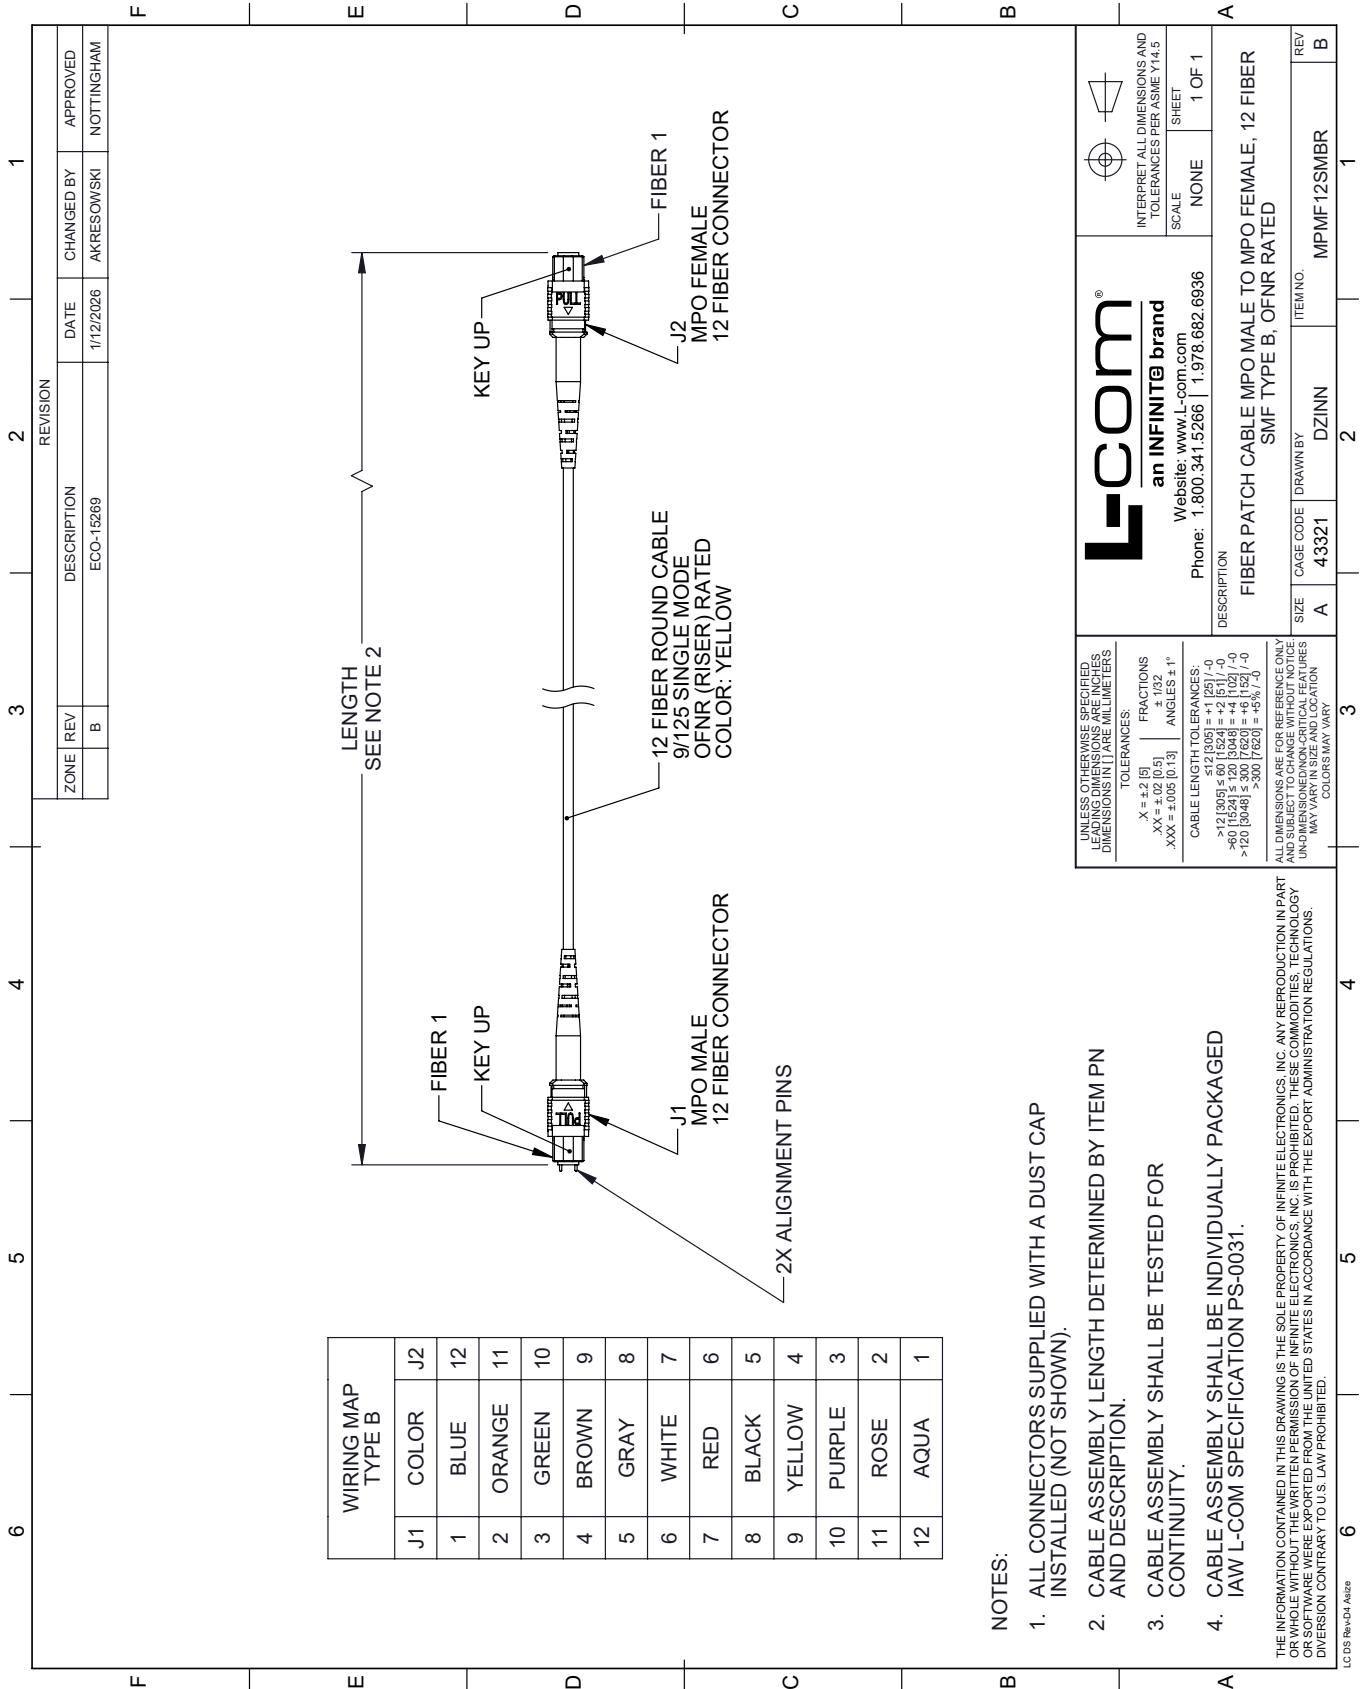 6 5 4 3 2 1
REVISION
ZONE REV DESCRIPTION DATE CHANGED BY APPROVED
B ECO-15269 1/12/2026 AKRESOWSKI NOTTINGHAM
F F
E E
D D
C C
B B
A A
WIRING MAP
TYPE B
J1 COLOR J2
1 BLUE 12
2 ORANGE 11
3 GREEN 10
4 BROWN 9
5 GRAY 8
6 WHITE 7
7 RED 6
8 BLACK 5
9 YELLOW 4
10 PURPLE 3
11 ROSE 2
12 AQUA 1
LENGTH
SEE NOTE 2
FIBER 1
KEY UP
PULL
J1
MPO MALE
12 FIBER CONNECTOR
2X ALIGNMENT PINS
12 FIBER ROUND CABLE
9/125 SINGLE MODE
OFNR (RISER) RATED
COLOR: YELLOW
KEY UP
PULL
FIBER 1
J2
MPO FEMALE
12 FIBER CONNECTOR
NOTES:
1. ALL CONNECTORS SUPPLIED WITH A DUST CAP
INSTALLED (NOT SHOWN).
2. CABLE ASSEMBLY LENGTH DETERMINED BY ITEM PN
AND DESCRIPTION.
3. CABLE ASSEMBLY SHALL BE TESTED FOR
CONTINUITY.
4. CABLE ASSEMBLY SHALL BE INDIVIDUALLY PACKAGED
IAW L-COM SPECIFICATION PS-0031.
THE INFORMATION CONTAINED IN THIS DRAWING IS THE SOLE PROPERTY OF INFINITE ELECTRONICS, INC. ANY REPRODUCTION IN PART
OR WHOLE WITHOUT THE WRITTEN PERMISSION OF INFINITE ELECTRONICS, INC. IS PROHIBITED. THESE COMMODITIES, TECHNOLOGY
OR SOFTWARE WERE EXPORTED FROM THE UNITED STATES IN ACCORDANCE WITH THE EXPORT ADMINISTRATION REGULATIONS.
DIVERSION CONTRARY TO U.S. LAW PROHIBITED.
UNLESS OTHERWISE SPECIFIED
LEADING DIMENSIONS ARE INCHES
DIMENSIONS IN [ ] ARE MILLIMETERS
TOLERANCES:
.X = ±.2 [5] FRACTIONS
.XX = ±.02 [0.5] ± 1/32
.XXX = ±.005 [0.13] ANGLES ± 1°
CABLE LENGTH TOLERANCES:
≤12 [305] = +1 [25] / -0
>12 [305] ≤ 60 [1524] = +2 [51] / -0
>60 [1524] ≤ 120 [3048] = +4 [102] / -0
>120 [3048] ≤ 300 [7620] = +6 [152] / -0
>300 [7620] = +5% / -0
ALL DIMENSIONS ARE FOR REFERENCE ONLY
AND SUBJECT TO CHANGE WITHOUT NOTICE.
UN-DIMENSIONED/NON-CRITICAL FEATURES
MAY VARY IN SIZE AND LOCATION
COLORS MAY VARY
L-com®
an INFINITE brand
Website: www.L-com.com
Phone: 1.800.341.5266 | 1.978.682.6936
INTERPRET ALL DIMENSIONS AND
TOLERANCES PER ASME Y14.5
SCALE SHEET
NONE 1 OF 1
DESCRIPTION
FIBER PATCH CABLE MPO MALE TO MPO FEMALE, 12 FIBER
SMF TYPE B, OFNR RATED
SIZE CAGE CODE DRAWN BY ITEM NO. REV
A 43321 DZINN MPMF12SMBR B
6 5 4 3 2 1
LC DS Rev-D4 Asize